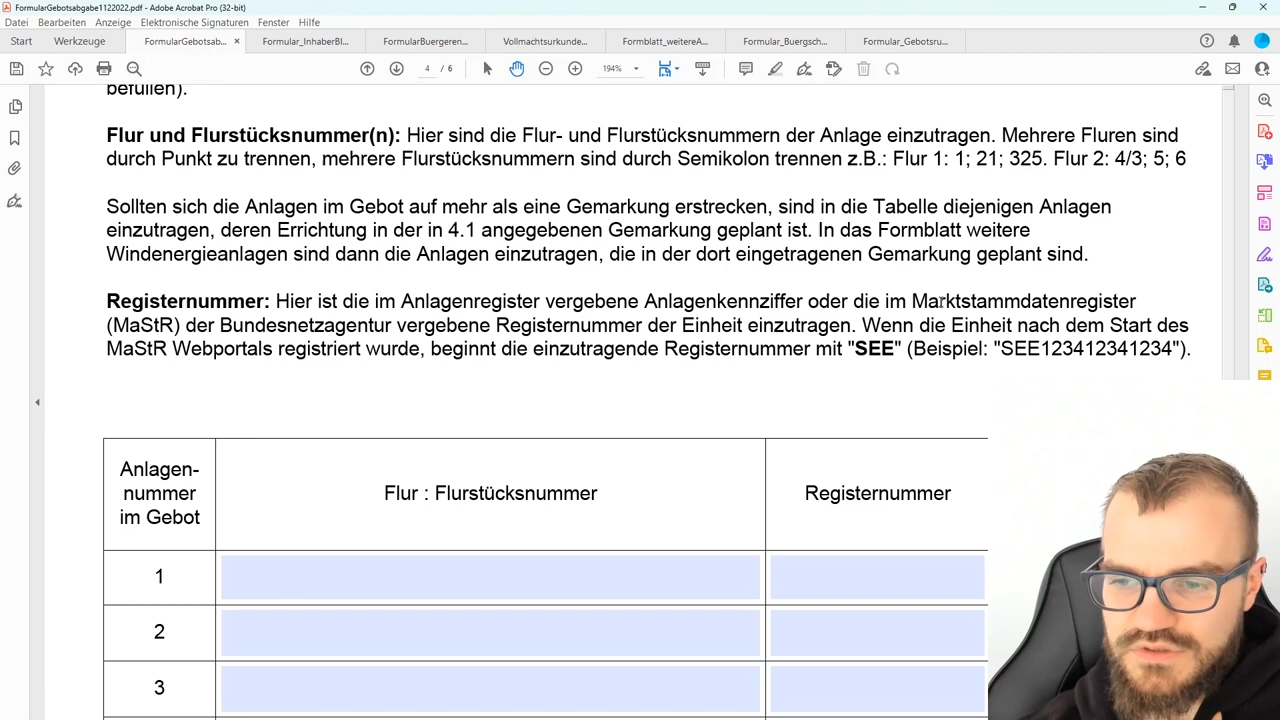 FormularGebotsabgabe1122022.pdf - Adobe Acrobat Pro (32-bit)
Datei Bearbeiten Anzeige Elektronische Signaturen Fenster Hilfe
Start Werkzeuge FormularGebotsab... × Formular_InhaberBl... FormularBuergeren... Vollmachtsurkunde... Formblatt_weitereA... Formular_Buergsch... Formular_Gebotsru...
4 / 6 194%
befüllen).
Flur und Flurstücksnummer(n): Hier sind die Flur- und Flurstücksnummern der Anlage einzutragen. Mehrere Fluren sind
durch Punkt zu trennen, mehrere Flurstücksnummern sind durch Semikolon trennen z.B.: Flur 1: 1; 21; 325. Flur 2: 4/3; 5; 6
Sollten sich die Anlagen im Gebot auf mehr als eine Gemarkung erstrecken, sind in die Tabelle diejenigen Anlagen
einzutragen, deren Errichtung in der in 4.1 angegebenen Gemarkung geplant ist. In das Formblatt weitere
Windenergieanlagen sind dann die Anlagen einzutragen, die in der dort eingetragenen Gemarkung geplant sind.
Registernummer: Hier ist die im Anlagenregister vergebene Anlagenkennziffer oder die im Marktstammdatenregister
(MaStR) der Bundesnetzagentur vergebene Registernummer der Einheit einzutragen. Wenn die Einheit nach dem Start des
MaStR Webportals registriert wurde, beginnt die einzutragende Registernummer mit "SEE" (Beispiel: "SEE123412341234").
Anlagen-
nummer
im Gebot
Flur : Flurstücksnummer
Registernummer
1
2
3